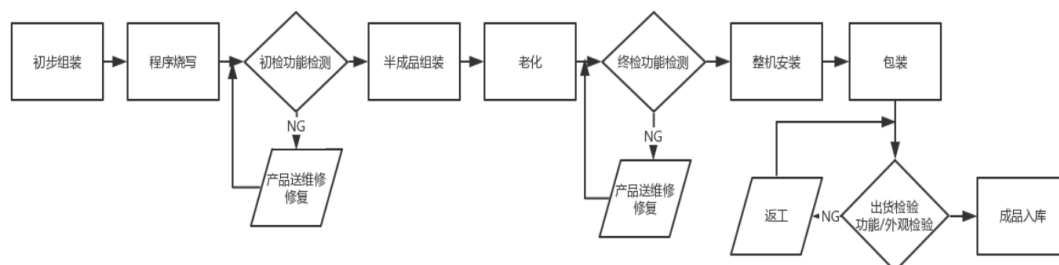 初步组装
程序烧写
初检功能检测
半成品组装
老化
终检功能检测
整机安装
包装
NG
NG
产品送维修
修复
产品送维修
修复
返工
NG
出货检验
功能/外观检验
成品入库